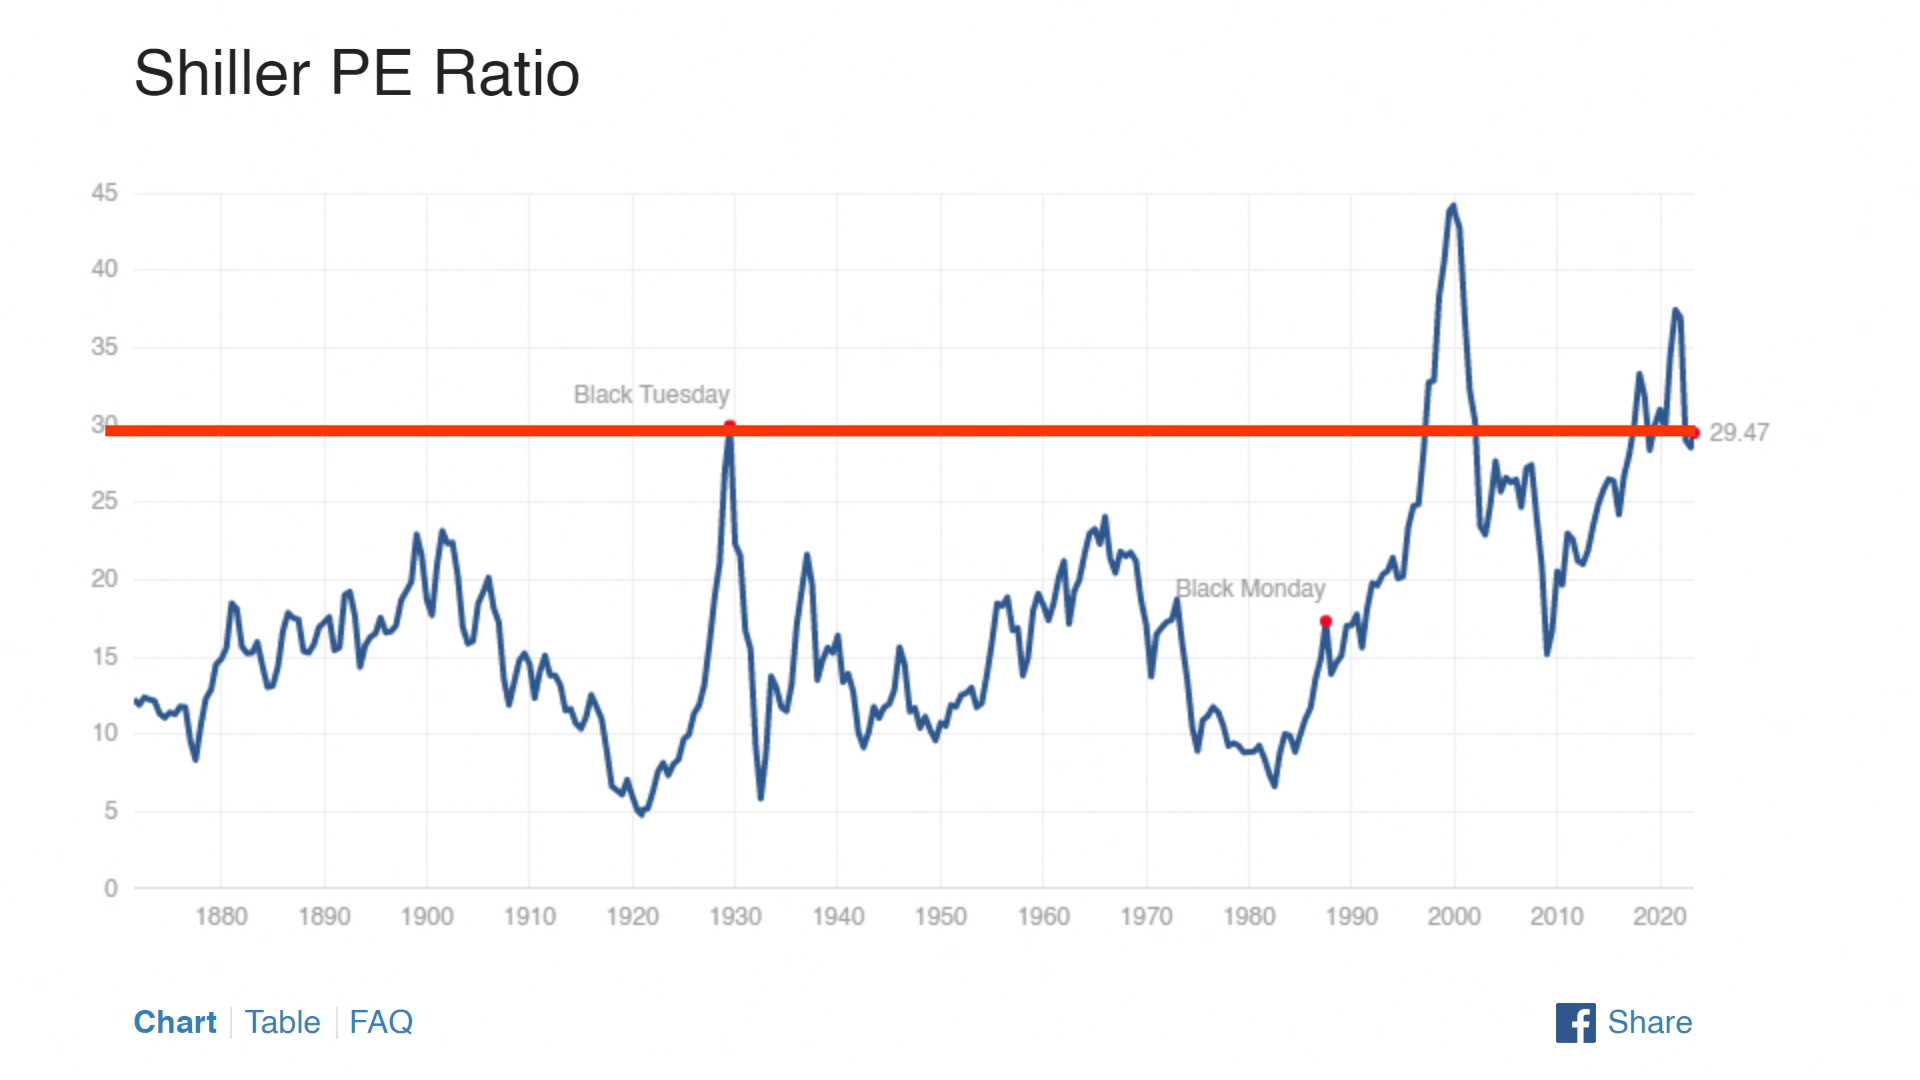 Shiller PE Ratio
45
40
35
Black Tuesday
30
29.47
25
20
Black Monday
15
10
5
0
1880 1890 1900 1910 1920 1930 1940 1950 1960 1970 1980 1990 2000 2010 2020
Chart Table FAQ
f Share